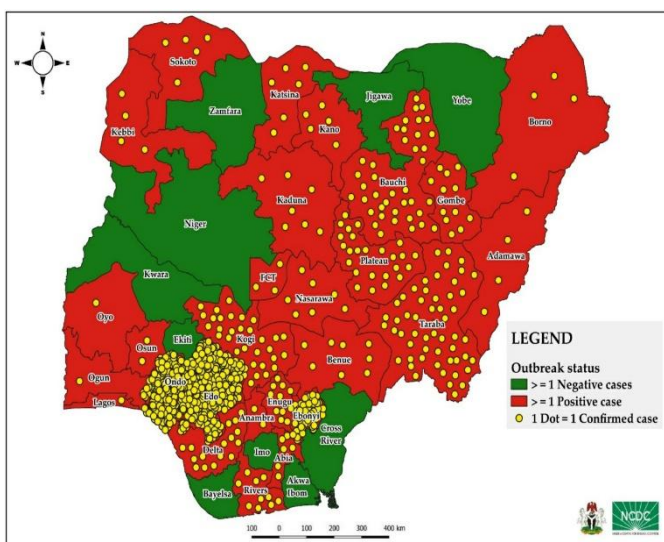 N
W E
S
Sokoto
Katsina
Jigawa
Yobe
Borno
Zamfara
Kano
Kebbi
Bauchi
Gombe
Kaduna
Niger
Adamawa
Plateau
Kwara
FCT
Nasarawa
Taraba
Oyo
Kogi
Osun
Ekiti
Benue
Ogun
Ondo
Edo
Enugu
Ebonyi
Lagos
Anambra
Cross
River
Delta
Imo
Abia
Akwa
Ibom
Bayelsa
Rivers
LEGEND
Outbreak status
>= 1 Negative cases
>= 1 Positive case
1 Dot = 1 Confirmed case
100 0 100 200 300 400 km
NCDC